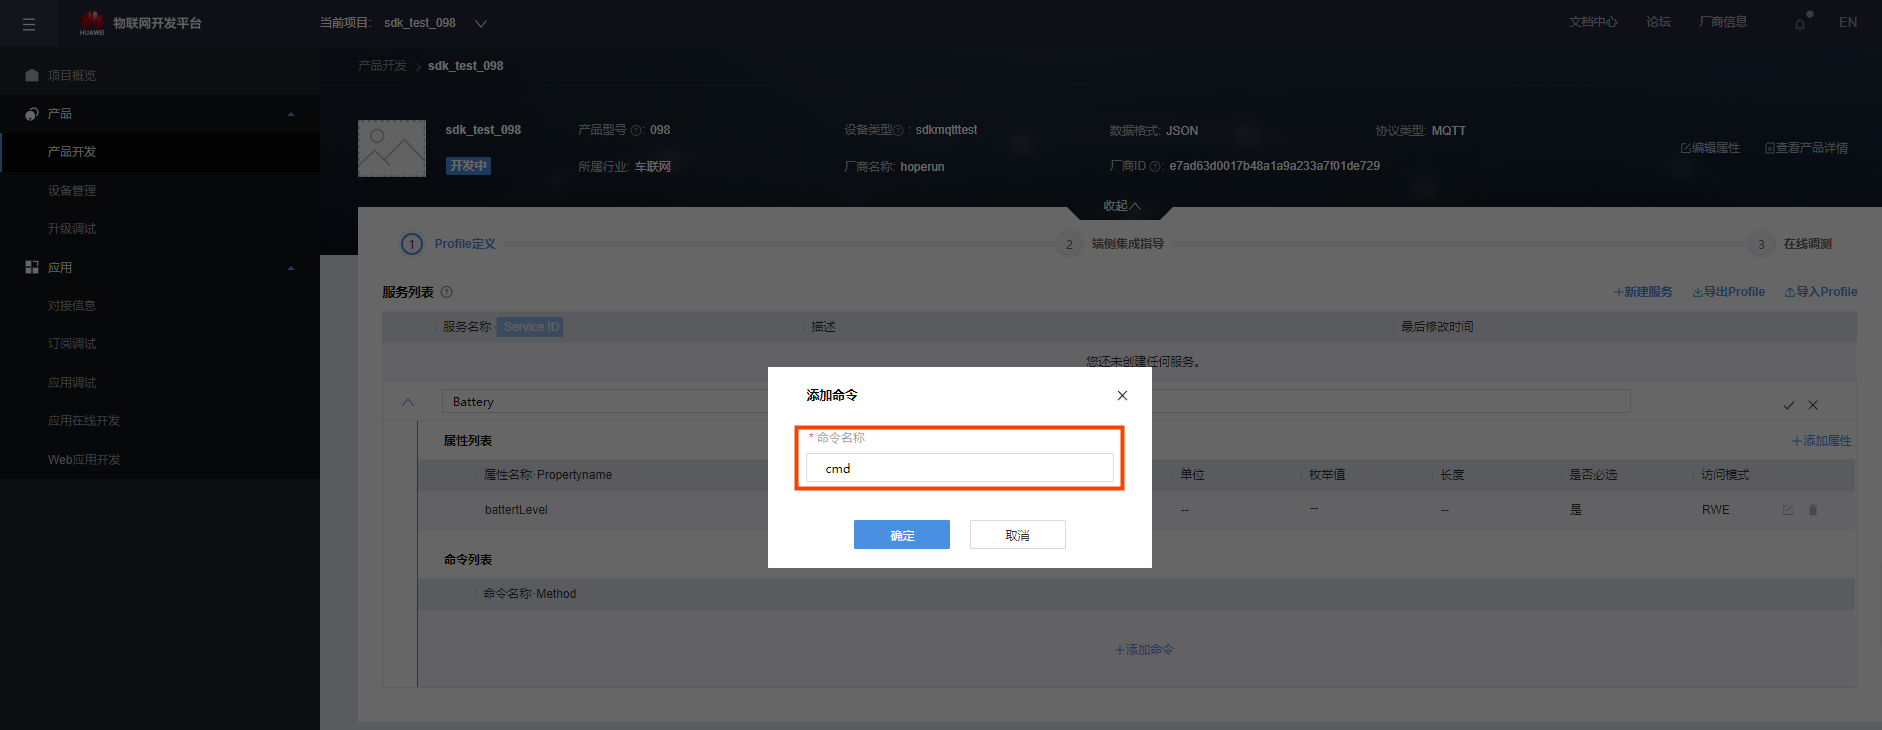 HUAWEI 物联网开发平台 当前项目: sdk_test_098 文档中心 论坛 厂商信息 EN
项目概览
产品
产品开发
设备管理
升级调试
应用
对接信息
订阅调试
应用调试
应用在线开发
Web应用开发
产品开发 > sdk_test_098
sdk_test_098 产品型号 ? : 098 设备类型 ? : sdkmqtttest 数据格式: JSON 协议类型: MQTT
开发中 所属行业: 车联网 厂商名称: hoperun 厂商ID ? : e7ad63d0017b48a1a9a233a7f01de729
编辑属性 查看产品详情
收起
1 Profile定义 2 端侧集成指导 3 在线调测
服务列表 ? +新建服务 导出Profile 导入Profile
服务名称 Service ID 描述 最后修改时间
您还未创建任何服务。
Battery
属性列表 +添加属性
属性名称·Propertyname 单位 枚举值 长度 是否必选 访问模式
battertLevel -- -- -- 是 RWE
命令列表
命令名称·Method
+添加命令
添加命令
* 命令名称
cmd
确定 取消